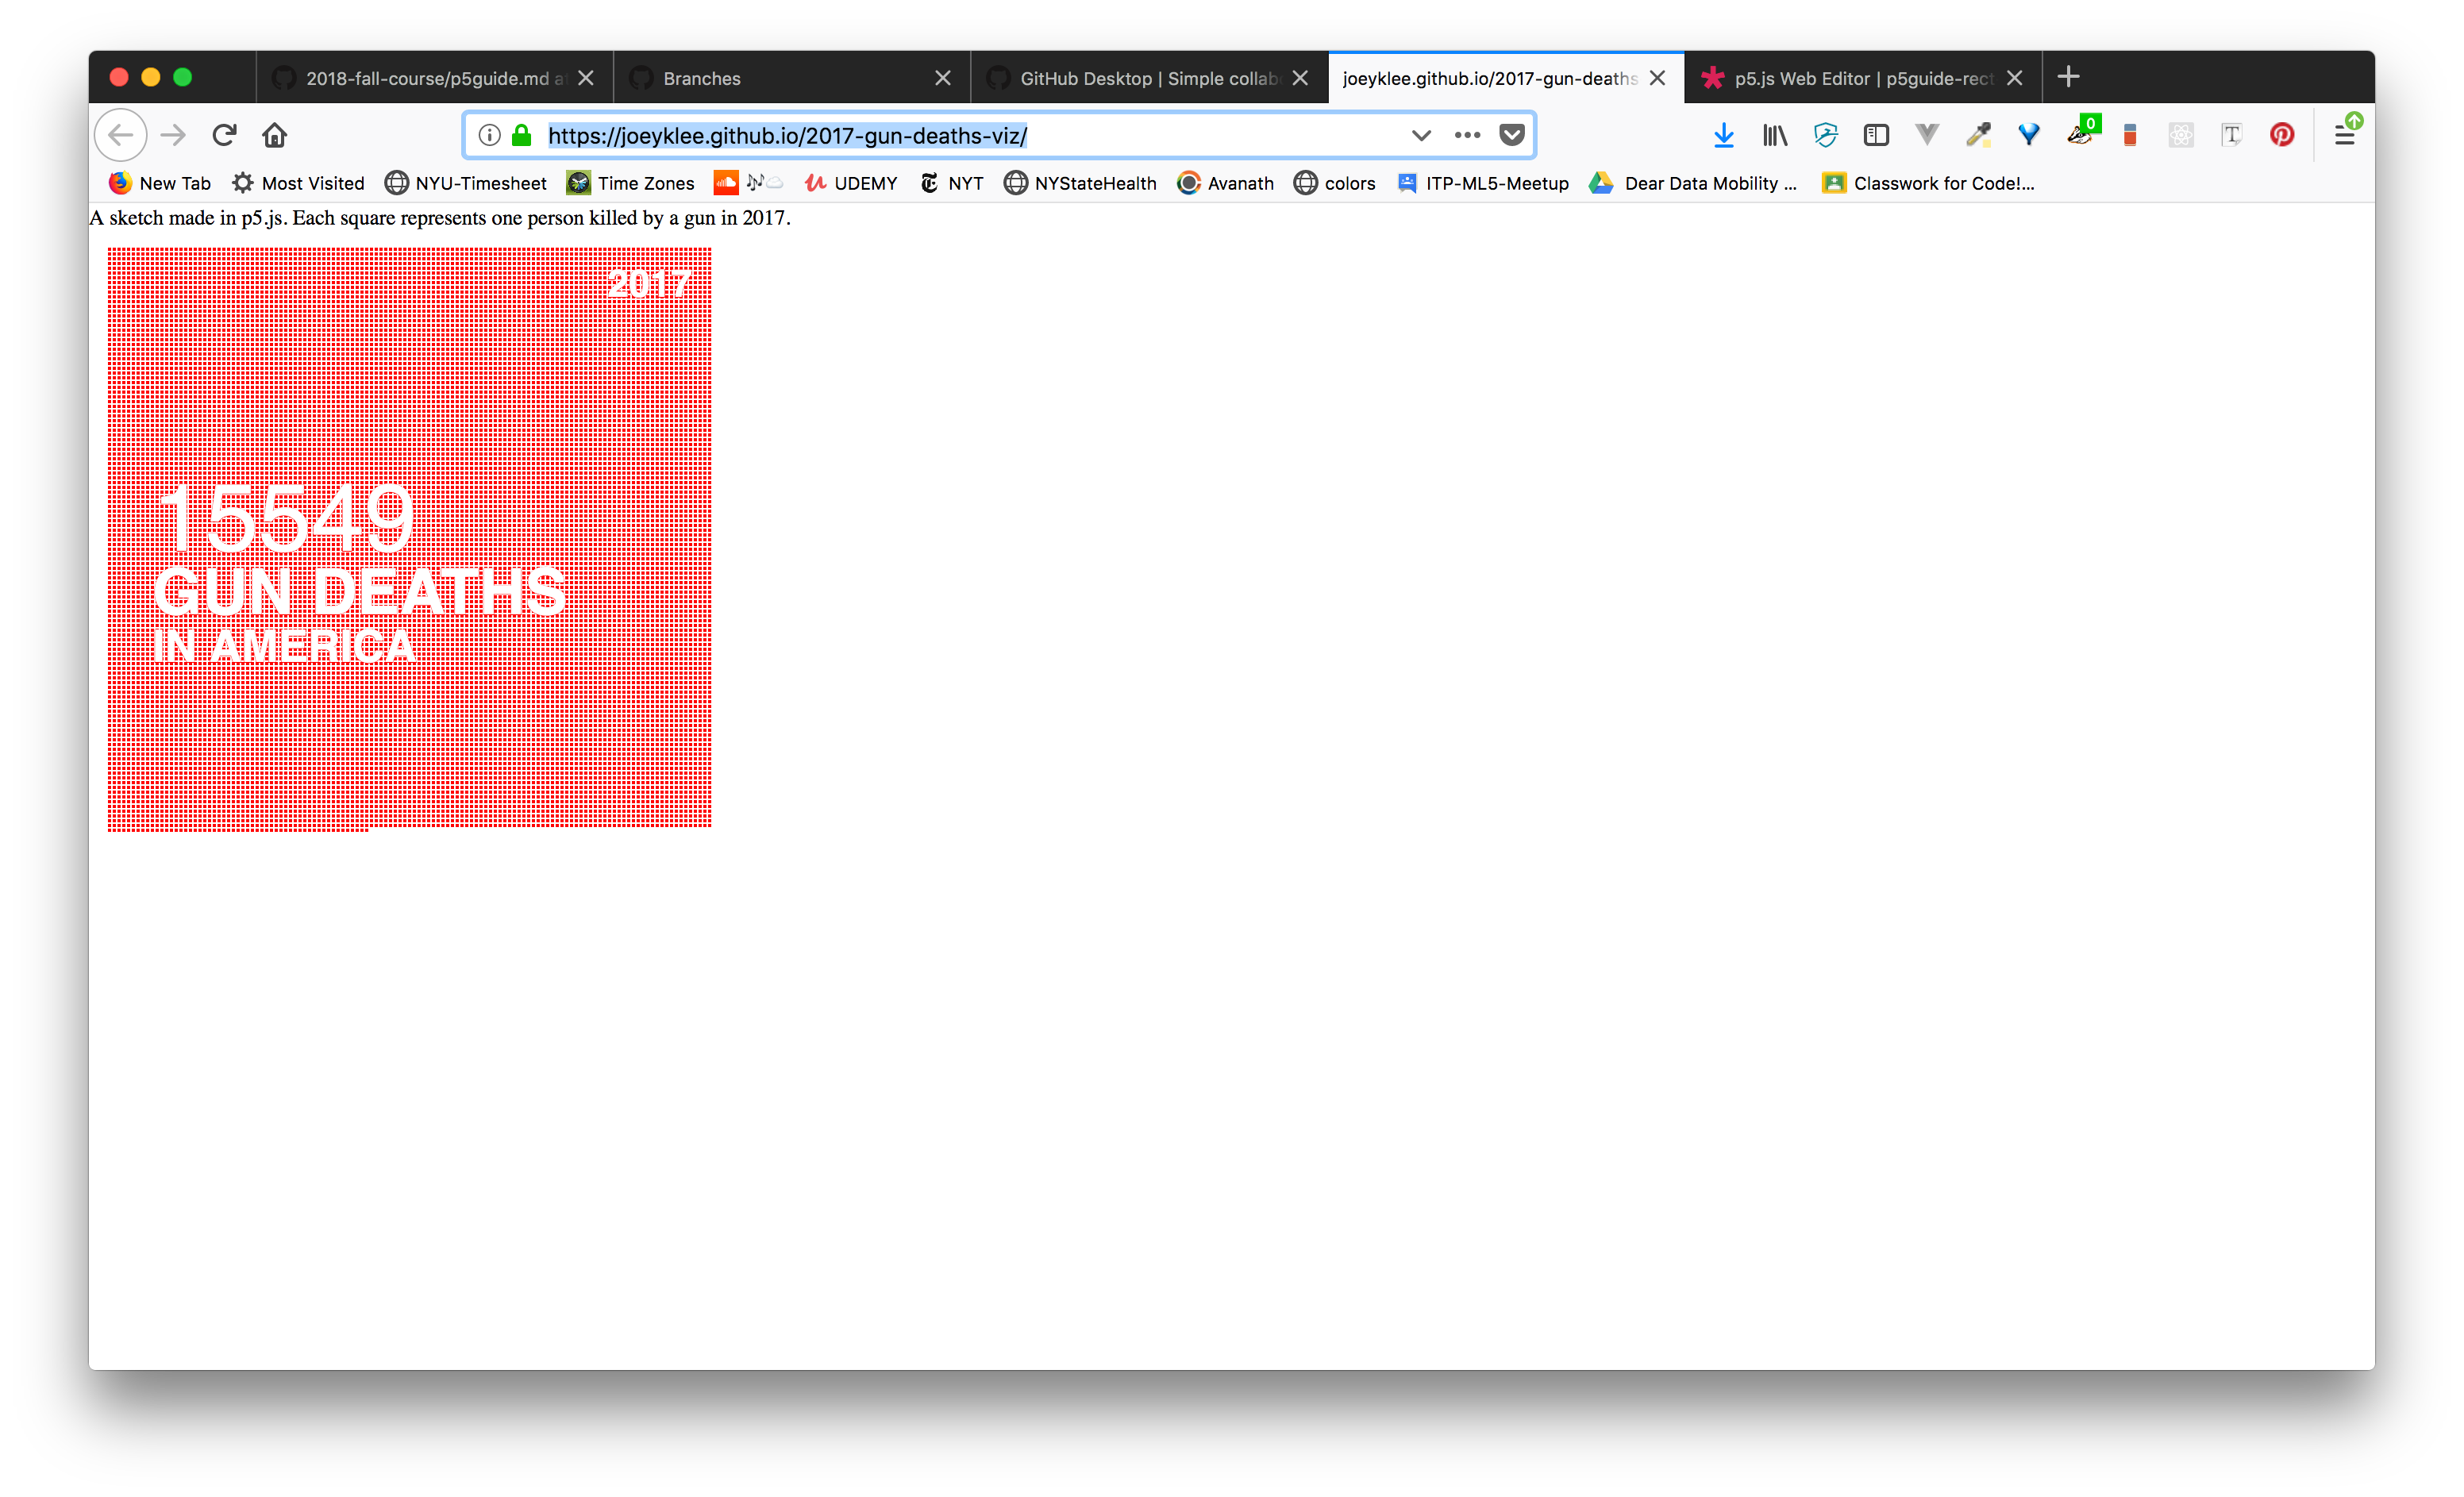 2018-fall-course/p5guide.md at
Branches
GitHub Desktop | Simple collab
joeyklee.github.io/2017-gun-deaths
p5.js Web Editor | p5guide-rect
https://joeyklee.github.io/2017-gun-deaths-viz/
0
New Tab
Most Visited
NYU-Timesheet
Time Zones
UDEMY
NYT
NYStateHealth
Avanath
colors
ITP-ML5-Meetup
Dear Data Mobility ...
Classwork for Code!...
A sketch made in p5.js. Each square represents one person killed by a gun in 2017.
2017
15549
GUN DEATHS
IN AMERICA